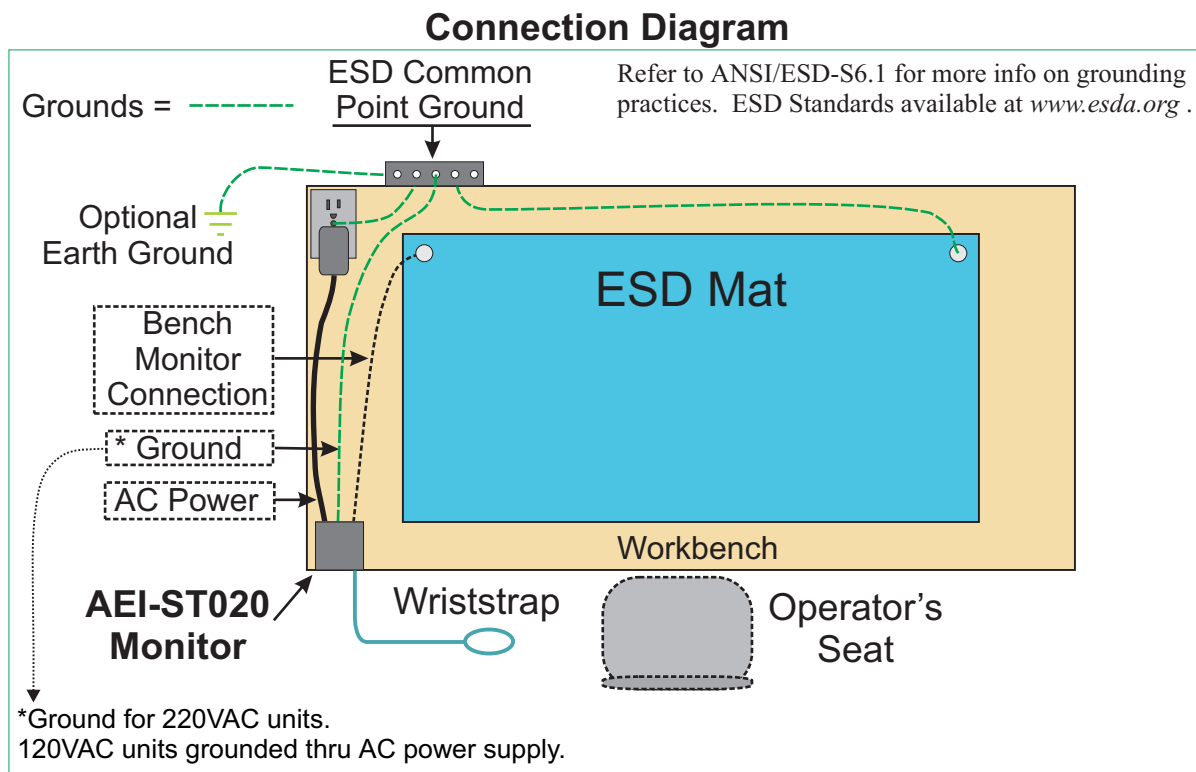 Connection Diagram
Grounds =
ESD Common
Point Ground
Refer to ANSI/ESD-S6.1 for more info on grounding
practices.  ESD Standards available at www.esda.org .
Optional
Earth Ground
ESD Mat
Bench
Monitor
Connection
* Ground
AC Power
Workbench
AEI-ST020
Monitor
Wriststrap
Operator’s
Seat
*Ground for 220VAC units.
120VAC units grounded thru AC power supply.